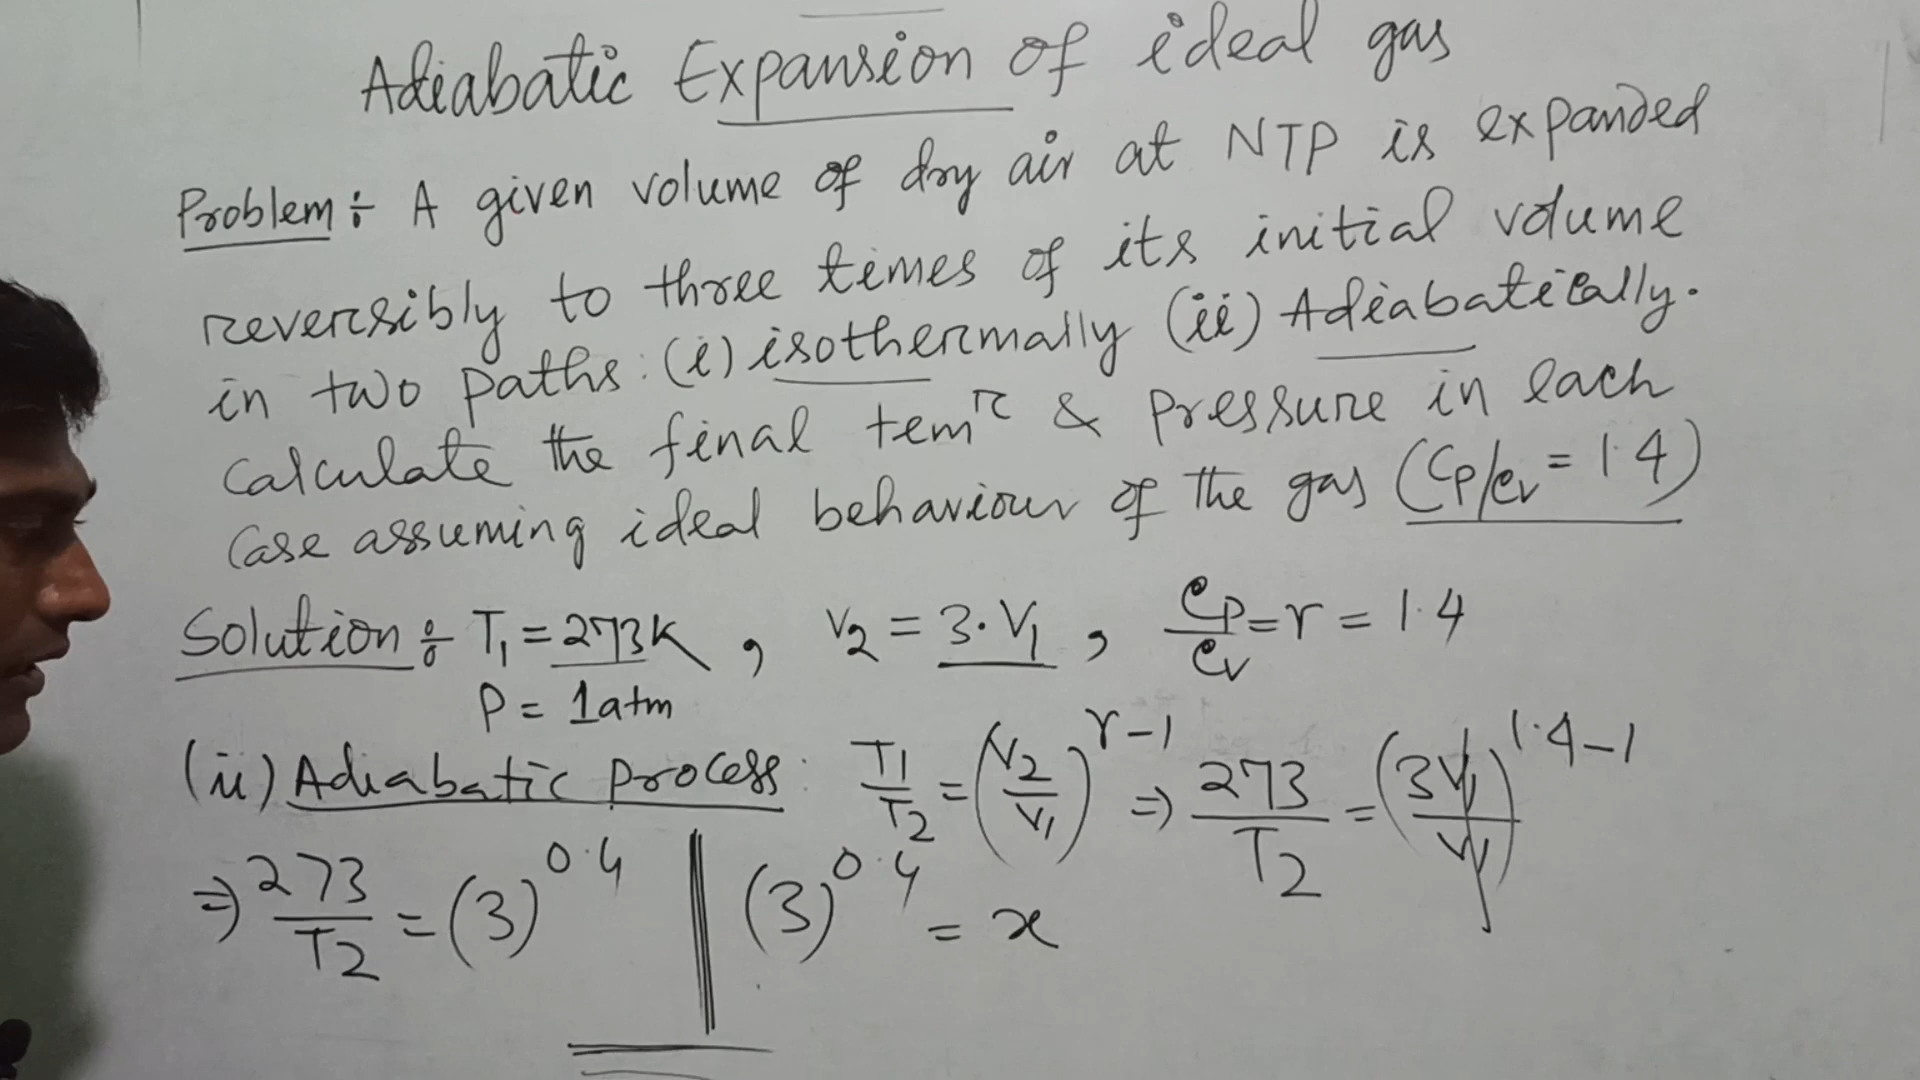 Adiabatic Expansion of ideal gas
Problem ÷ A given volume of dry air at NTP is expanded
reversibly to three times of its initial volume
in two paths: (i) isothermally (ii) Adiabatically.
Calculate the final temʳ & pressure in each
case assuming ideal behaviour of the gas (Cp/Cv = 1.4)
Solution ÷ T₁ = 273K , V₂ = 3·V₁ , Cp/Cv = γ = 1.4
P = 1atm
(ii) Adiabatic process: T₁/T₂ = (V₂/V₁)^(γ-1) ⇒ 273/T₂ = (3V₁/V₁)^(1.4-1)
⇒ 273/T₂ = (3)^0.4 || (3)^0.4 = x